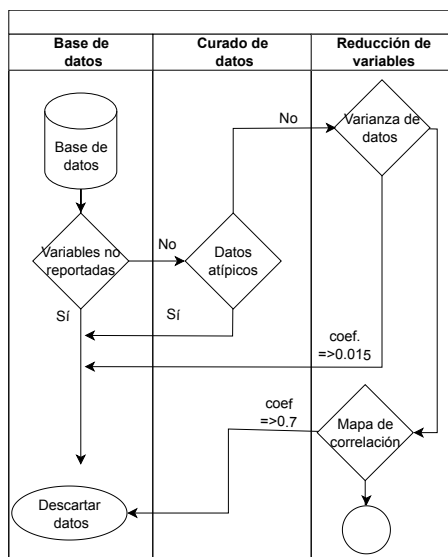 Base de
datos
Curado de
datos
Reducción de
variables
Base de
datos
Variables no
reportadas
No
Datos
atípicos
No
Varianza de
datos
Sí
Sí
coef.
=>0.015
coef
=>0.7
Mapa de
correlación
Descartar
datos